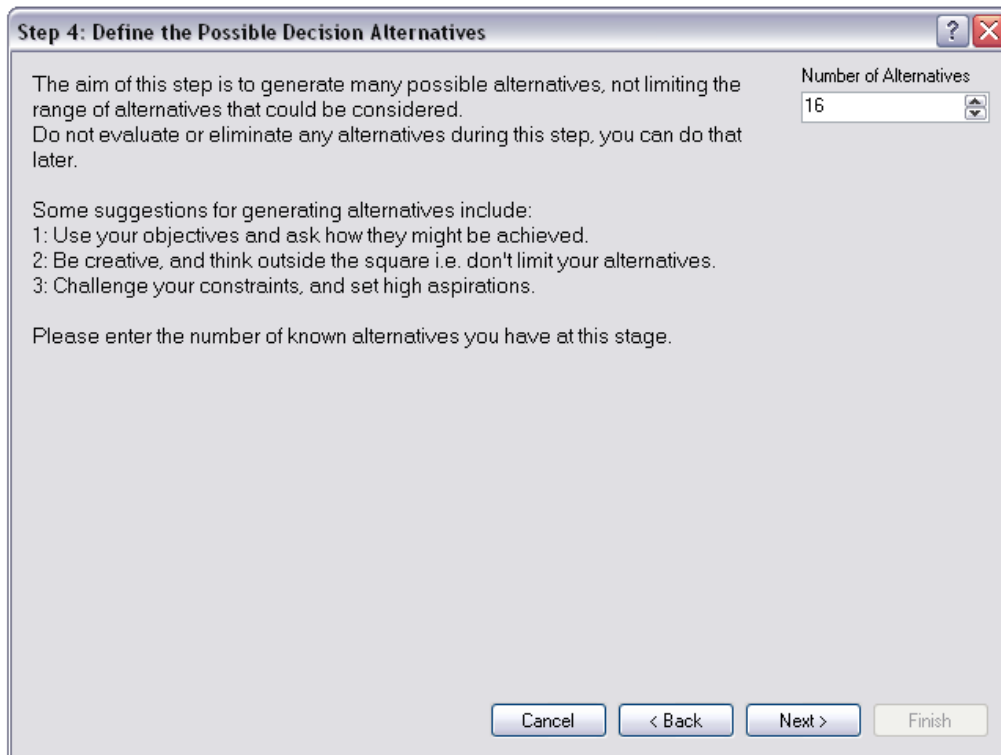 Step 4: Define the Possible Decision Alternatives
?
The aim of this step is to generate many possible alternatives, not limiting the
range of alternatives that could be considered.
Do not evaluate or eliminate any alternatives during this step, you can do that
later.
Number of Alternatives
16
Some suggestions for generating alternatives include:
1: Use your objectives and ask how they might be achieved.
2: Be creative, and think outside the square i.e. don't limit your alternatives.
3: Challenge your constraints, and set high aspirations.
Please enter the number of known alternatives you have at this stage.
Cancel
< Back
Next >
Finish